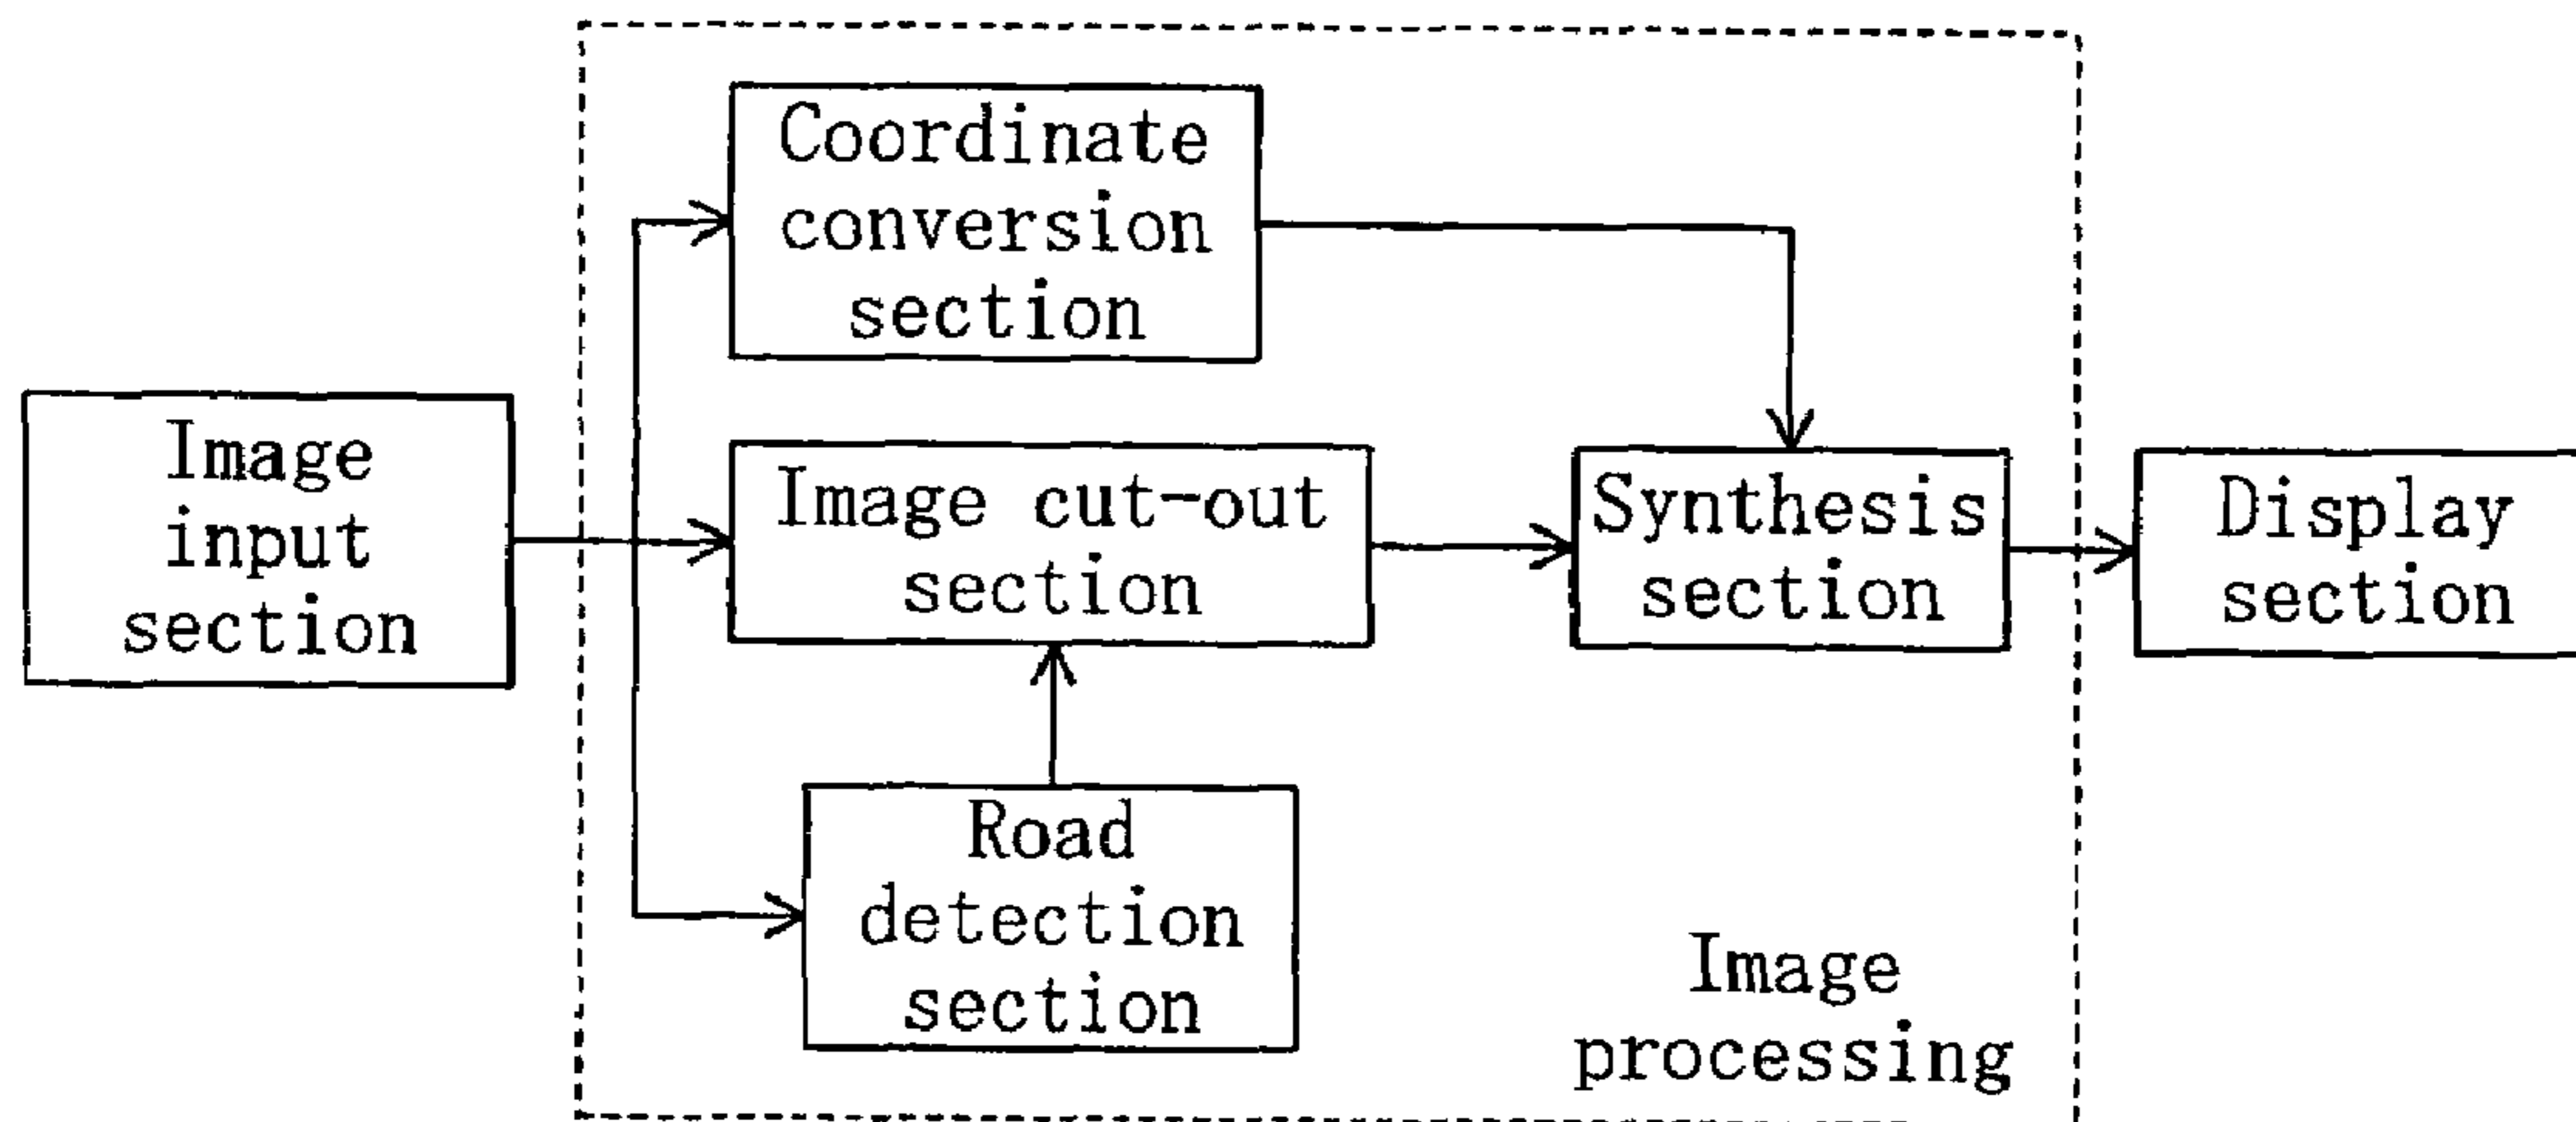 Coordinate
conversion
section
Image
input
section
Image cut-out
section
Synthesis
section
Display
section
Road
detection
section
Image
processing